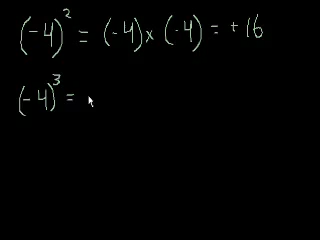 (-4)² = (-4) × (-4) = +16
(-4)³ =